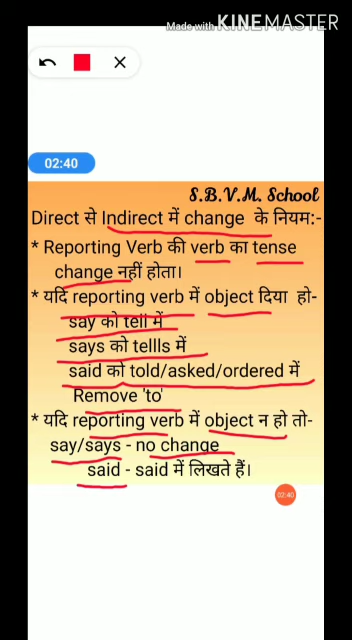 Made with KINEMASTER
02:40
S.B.V.M. School
Direct से Indirect में change के नियम:-
* Reporting Verb की verb का tense
change नहीं होता।
* यदि reporting verb में object दिया हो-
say को tell में
says को tellls में
said को told/asked/ordered में
Remove 'to'
* यदि reporting verb में object न हो तो-
say/says - no change
said - said में लिखते हैं।
02:40